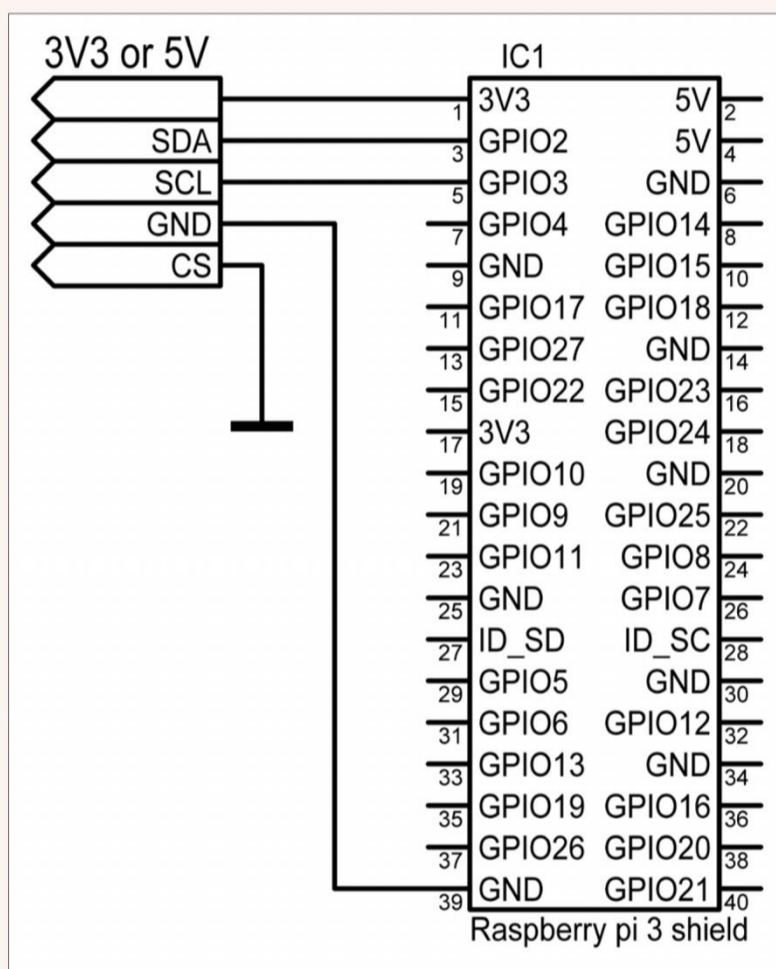 3V3 or 5V
SDA
SCL
GND
CS
IC1
1 3V3 5V 2
3 GPIO2 5V 4
5 GPIO3 GND 6
7 GPIO4 GPIO14 8
9 GND GPIO15 10
11 GPIO17 GPIO18 12
13 GPIO27 GND 14
15 GPIO22 GPIO23 16
17 3V3 GPIO24 18
19 GPIO10 GND 20
21 GPIO9 GPIO25 22
23 GPIO11 GPIO8 24
25 GND GPIO7 26
27 ID_SD ID_SC 28
29 GPIO5 GND 30
31 GPIO6 GPIO12 32
33 GPIO13 GND 34
35 GPIO19 GPIO16 36
37 GPIO26 GPIO20 38
39 GND GPIO21 40
Raspberry pi 3 shield